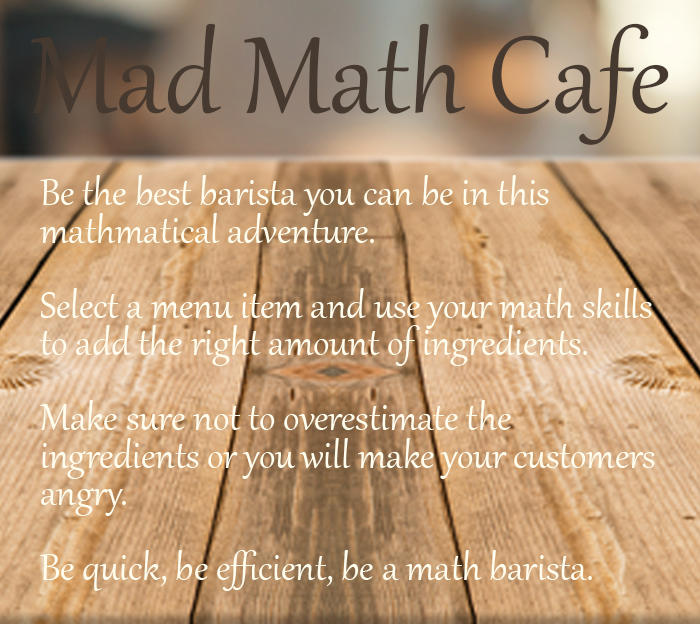 Mad Math Cafe
Be the best barista you can be in this
mathmatical adventure.
Select a menu item and use your math skills
to add the right amount of ingredients.
Make sure not to overestimate the
ingredients or you will make your customers
angry.
Be quick, be efficient, be a math barista.